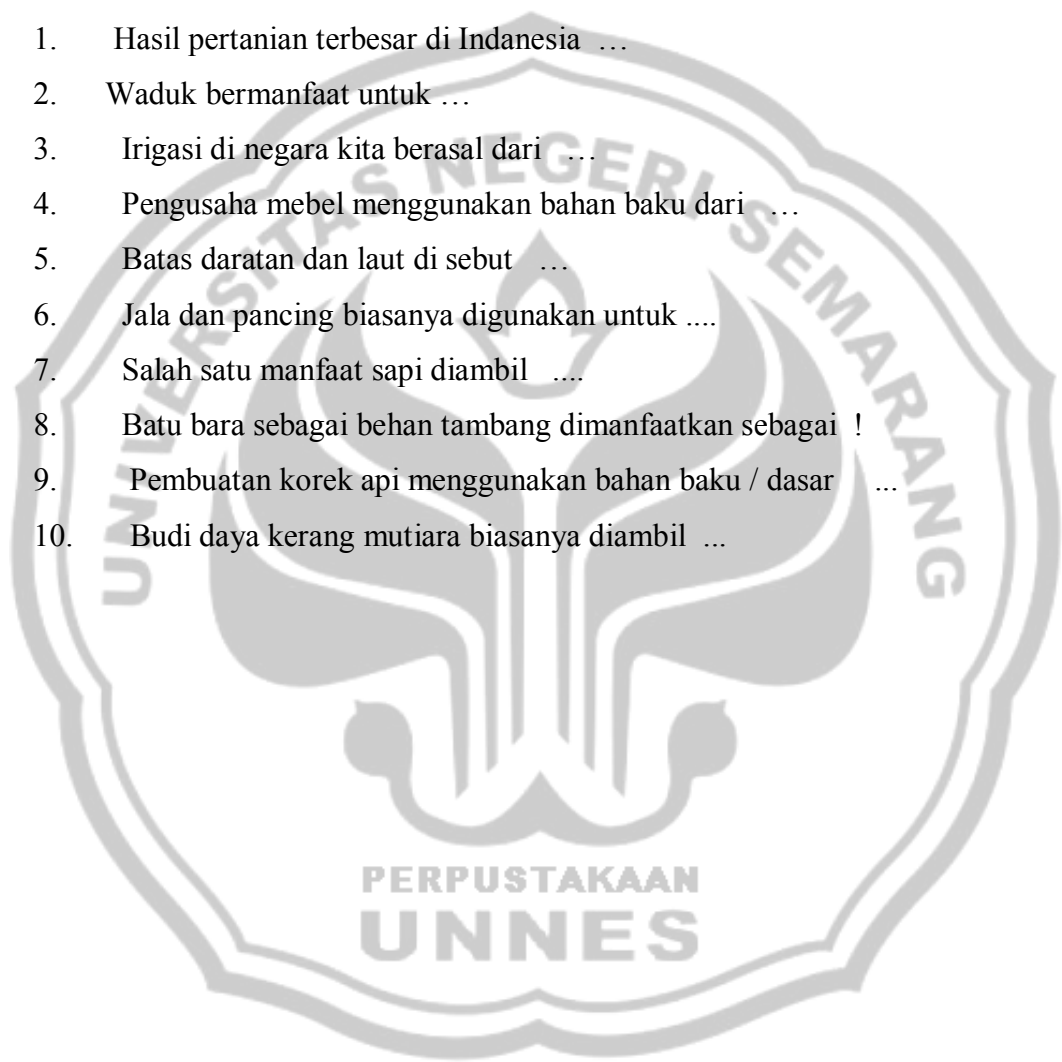 1. Hasil pertanian terbesar di Indanesia …
2. Waduk bermanfaat untuk …
3. Irigasi di negara kita berasal dari …
4. Pengusaha mebel menggunakan bahan baku dari …
5. Batas daratan dan laut di sebut …
6. Jala dan pancing biasanya digunakan untuk ....
7. Salah satu manfaat sapi diambil ....
8. Batu bara sebagai behan tambang dimanfaatkan sebagai !
9. Pembuatan korek api menggunakan bahan baku / dasar ...
10. Budi daya kerang mutiara biasanya diambil ...
UNIVERSITAS NEGERI SEMARANG
PERPUSTAKAAN
UNNES